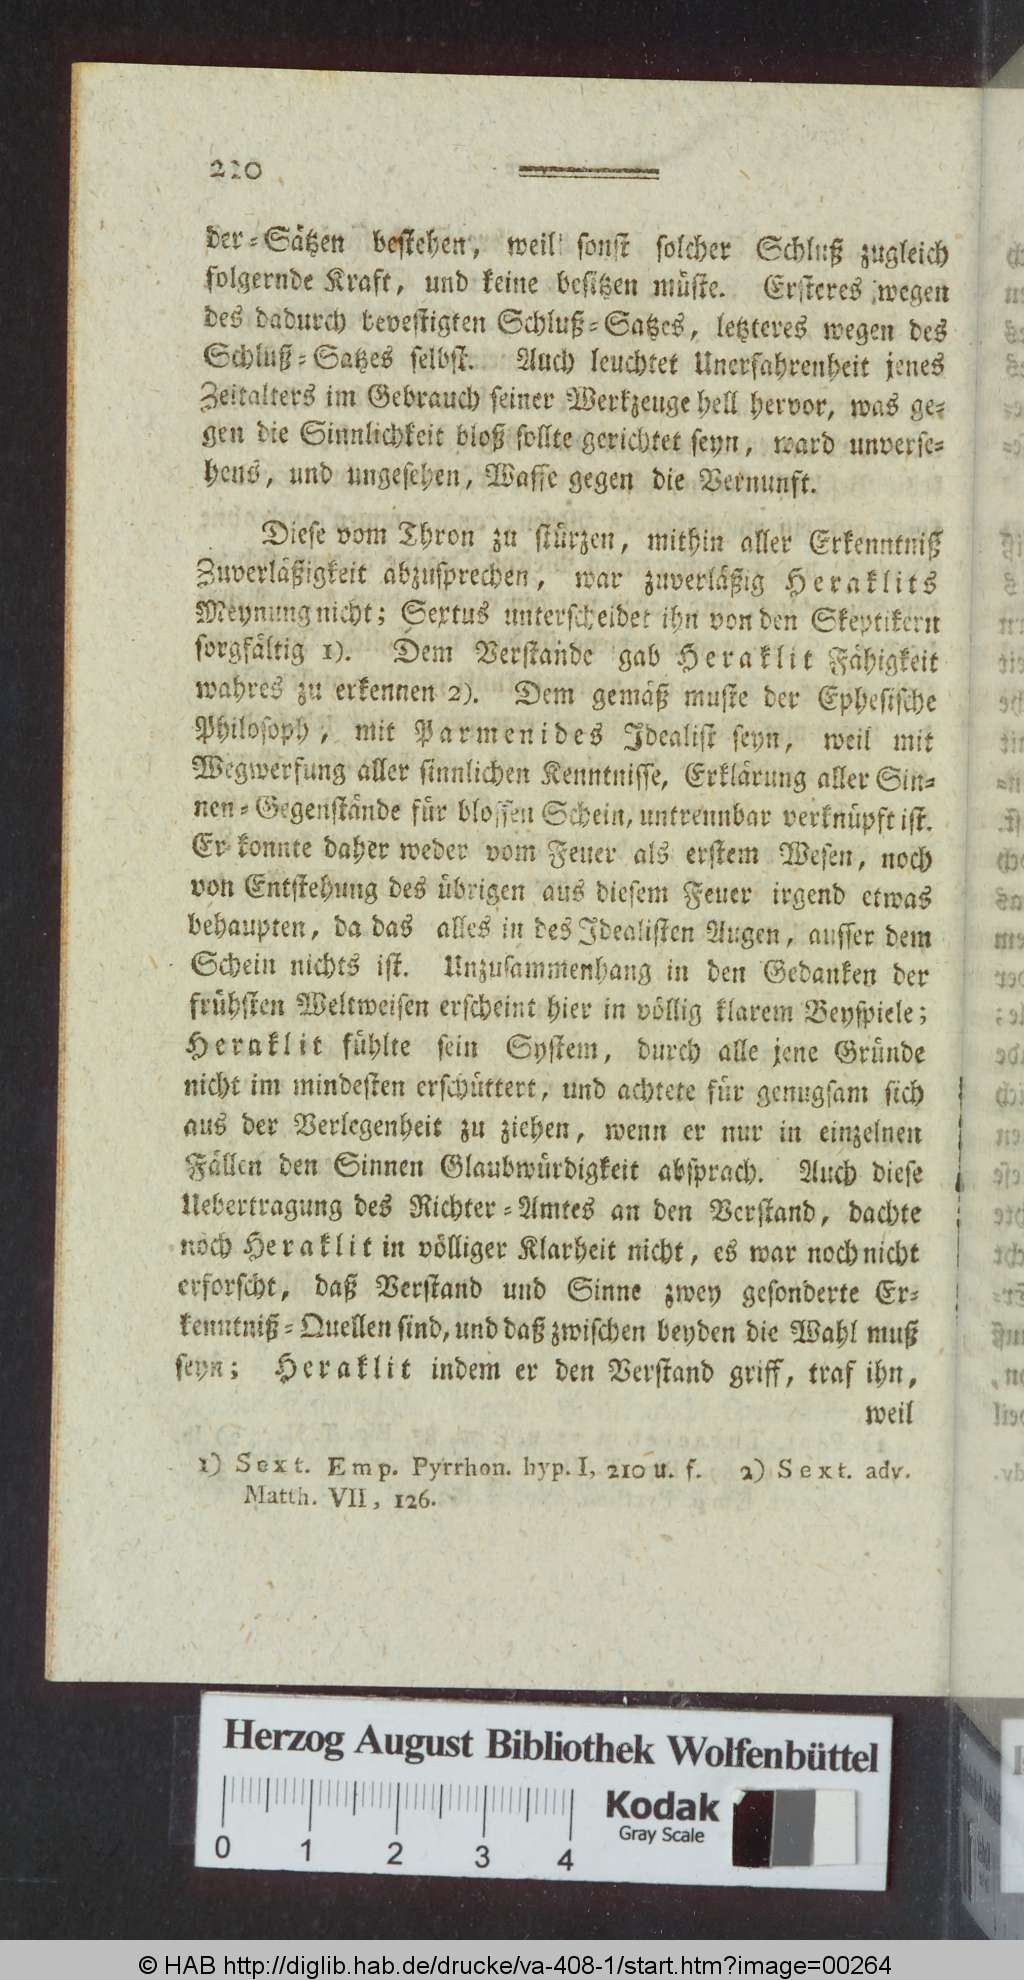 220
der-Sätzen bestehen, weil sonst solcher Schluß zugleich
folgernde Kraft, und keine besitzen müste. Ersteres wegen
des dadurch bevestigten Schluß-Satzes, letzteres wegen des
Schluß-Satzes selbst. Auch leuchtet Unerfahrenheit jenes
Zeitalters im Gebrauch seiner Werkzeuge hell hervor, was ge-
gen die Sinnlichkeit bloß sollte gerichtet seyn, ward unverse-
hens, und ungesehen, Waffe gegen die Vernunft.
Diese vom Thron zu stürzen, mithin aller Erkenntniß
Zuverläßigkeit abzusprechen, war zuverläßig Heraklits
Meynung nicht; Sextus unterscheidet ihn von den Skeptikern
sorgfältig 1). Dem Verstande gab Heraklit Fähigkeit
wahres zu erkennen 2). Dem gemäß muste der Ephesische
Philosoph, mit Parmenides Idealist seyn, weil mit
Wegwerfung aller sinnlichen Kenntnisse, Erklärung aller Sin-
nen-Gegenstände für blossen Schein, untrennbar verknüpft ist.
Er konnte daher weder vom Feuer als erstem Wesen, noch
von Entstehung des übrigen aus diesem Feuer irgend etwas
behaupten, da das alles in des Idealisten Augen, ausser dem
Schein nichts ist. Unzusammenhang in den Gedanken der
frühsten Weltweisen erscheint hier in völlig klarem Beyspiele;
Heraklit fühlte sein System, durch alle jene Gründe
nicht im mindesten erschüttert, und achtete für genugsam sich
aus der Verlegenheit zu ziehen, wenn er nur in einzelnen
Fällen den Sinnen Glaubwürdigkeit absprach. Auch diese
Uebertragung des Richter-Amtes an den Verstand, dachte
noch Heraklit in völliger Klarheit nicht, es war noch nicht
erforscht, daß Verstand und Sinne zwey gesonderte Er-
kenntniß-Quellen sind, und daß zwischen beyden die Wahl muß
seyn; Heraklit indem er den Verstand griff, traf ihn,
weil
1) Sext. Emp. Pyrrhon. hyp. I, 210 u. f. 2) Sext. adv.
Matth. VII, 126.
Herzog August Bibliothek Wolfenbüttel
Kodak
Gray Scale
0 1 2 3 4
© HAB http://diglib.hab.de/drucke/va-408-1/start.htm?image=00264